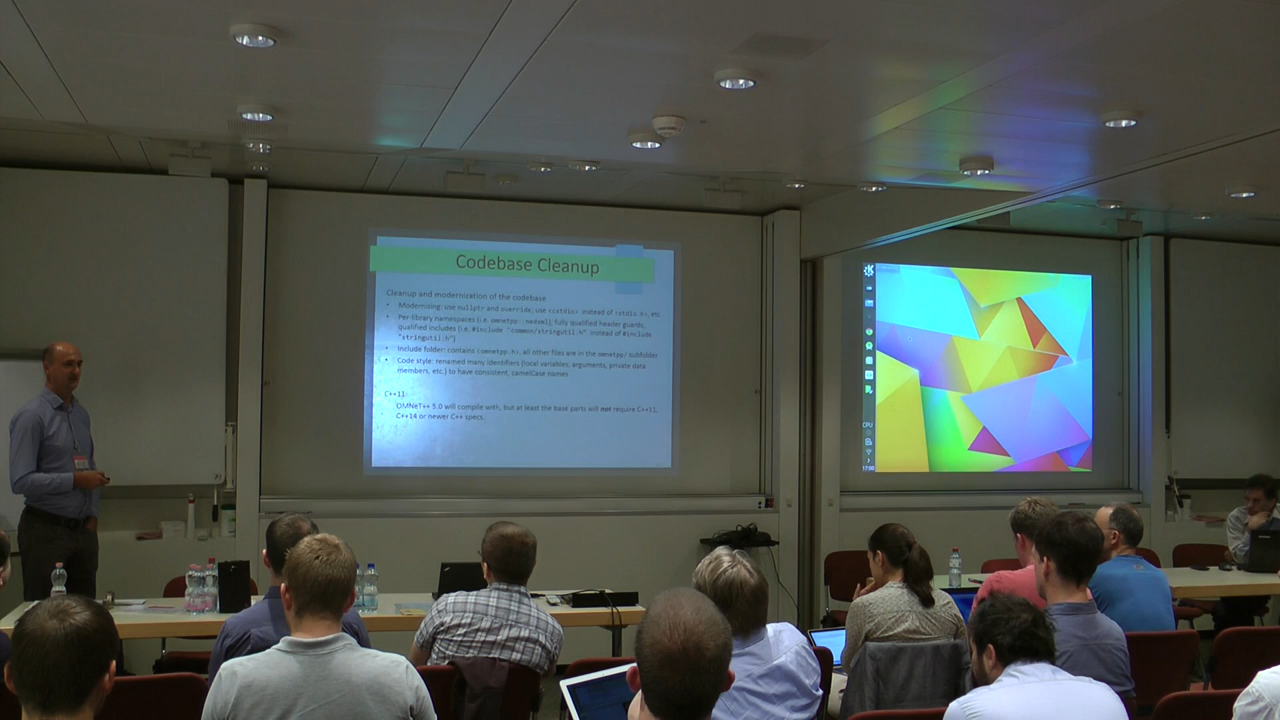 Codebase Cleanup
Cleanup and modernization of the codebase
• Modernizing: use nullptr and override; use <cstdio> instead of <stdio.h>, etc
• Per-library namespaces (i.e. omnetpp::nedxml); fully qualified header guards,
qualified includes (i.e. #include "common/stringutil.h" instead of #include
"stringutil.h")
• Include folder: contains <omnetpp.h>, all other files are in the omnetpp/ subfolder
• Code style: renamed many identifiers (local variables, arguments, private data
members, etc.) to have consistent, camelCase names
C++11:
OMNeT++ 5.0 will compile with, but at least the base parts will not require C++11,
C++14 or newer C++ specs.
CPU
17:00